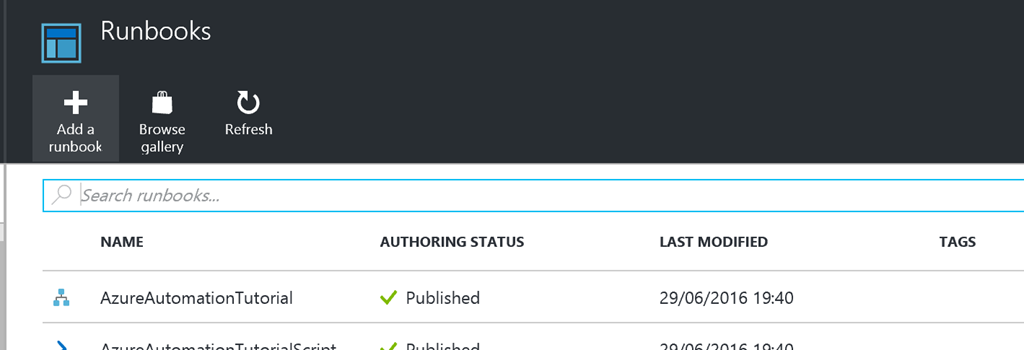 Runbooks
Add a runbook
Browse gallery
Refresh
Search runbooks...
NAME AUTHORING STATUS LAST MODIFIED TAGS
AzureAutomationTutorial Published 29/06/2016 19:40
AzureAutomationTutorialScript Published 29/06/2016 19:40